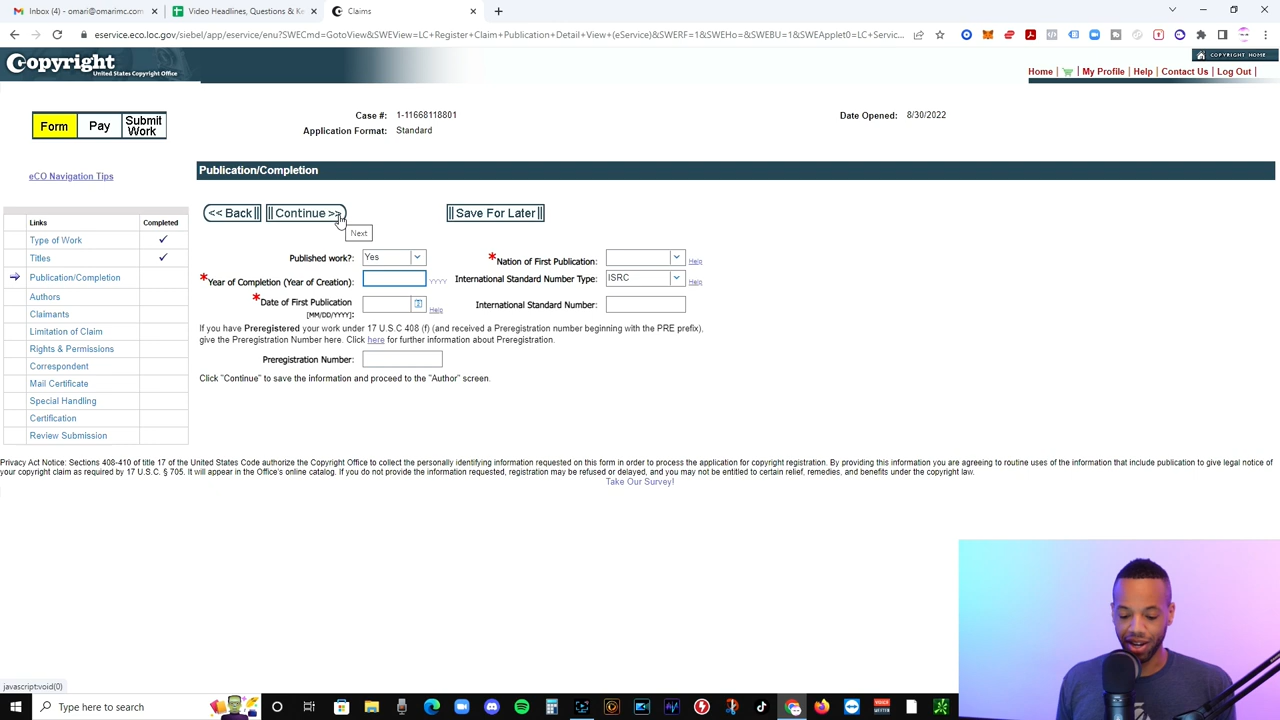 Inbox (4) - omari@omarimc.com
Video Headlines, Questions & Ke
Claims
eservice.eco.loc.gov/siebel/app/eservice/enu?SWECmd=GotoView&SWEView=LC+Register+Claim+Publication+Detail+View+(eService)&SWERF=1&SWEHo=&SWEBU=1&SWEApplet0=LC+Servic...
Copyright
United States Copyright Office
COPYRIGHT HOME
Home | My Profile | Help | Contact Us | Log Out |
Form Pay Submit Work
Case #: 1-11668118801
Date Opened: 8/30/2022
Application Format: Standard
eCO Navigation Tips
Publication/Completion
<< Back Continue >> Save For Later
Next
Links Completed
Type of Work
Titles
Publication/Completion
Authors
Claimants
Limitation of Claim
Rights & Permissions
Correspondent
Mail Certificate
Special Handling
Certification
Review Submission
Published work?: Yes
*Nation of First Publication: Help
*Year of Completion (Year of Creation): YYYY
International Standard Number Type: ISRC Help
*Date of First Publication
[MM/DD/YYYY]: Help
International Standard Number:
If you have Preregistered your work under 17 U.S.C 408 (f) (and received a Preregistration number beginning with the PRE prefix),
give the Preregistration Number here. Click here for further information about Preregistration.
Preregistration Number:
Click "Continue" to save the information and proceed to the "Author" screen.
Privacy Act Notice: Sections 408-410 of title 17 of the United States Code authorize the Copyright Office to collect the personally identifying information requested on this form in order to process the application for copyright registration. By providing this information you are agreeing to routine uses of the information that include publication to give legal notice of
your copyright claim as required by 17 U.S.C. § 705. It will appear in the Office's online catalog. If you do not provide the information requested, registration may be refused or delayed, and you may not be entitled to certain relief, remedies, and benefits under the copyright law.
Take Our Survey!
javascript:void(0)
Type here to search